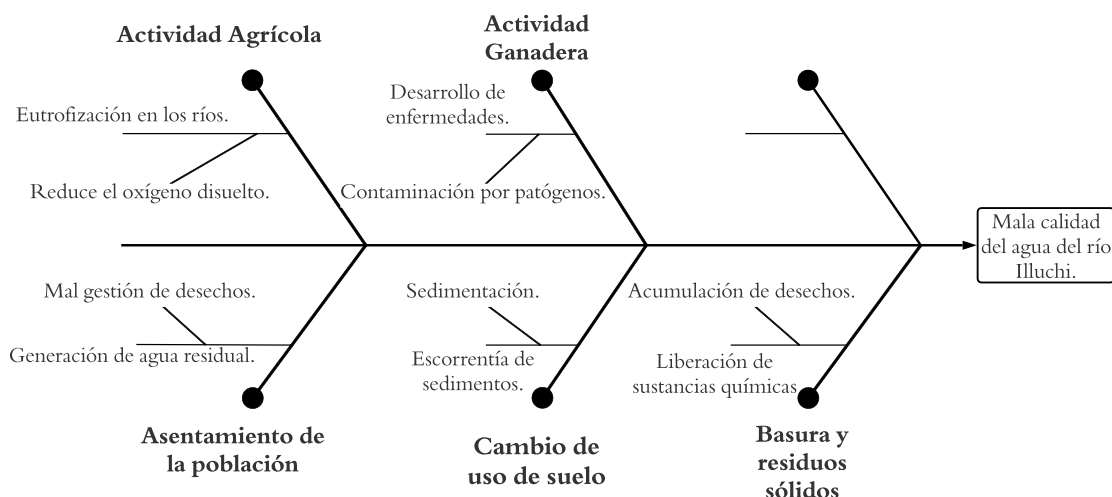 Actividad Agrícola
Actividad
Ganadera
Eutrofización en los ríos.
Reduce el oxígeno disuelto.
Desarrollo de
enfermedades.
Contaminación por patógenos.
Mala calidad
del agua del río
Illuchi.
Mal gestión de desechos.
Generación de agua residual.
Sedimentación.
Escorrentía de
sedimentos.
Acumulación de desechos.
Liberación de
sustancias químicas
Asentamiento de
la población
Cambio de
uso de suelo
Basura y
residuos
sólidos